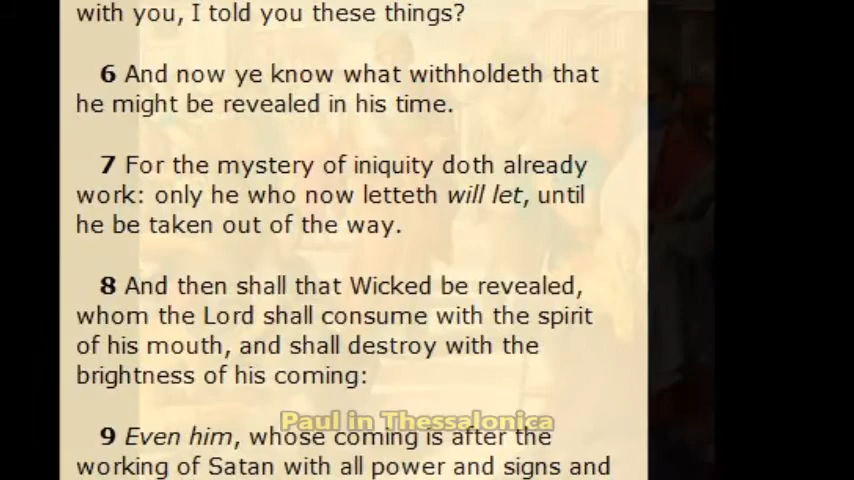 with you, I told you these things?
6 And now ye know what withholdeth that
he might be revealed in his time.
7 For the mystery of iniquity doth already
work: only he who now letteth will let, until
he be taken out of the way.
8 And then shall that Wicked be revealed,
whom the Lord shall consume with the spirit
of his mouth, and shall destroy with the
brightness of his coming:
Paul in Thessalonica
9 Even him, whose coming is after the
working of Satan with all power and signs and